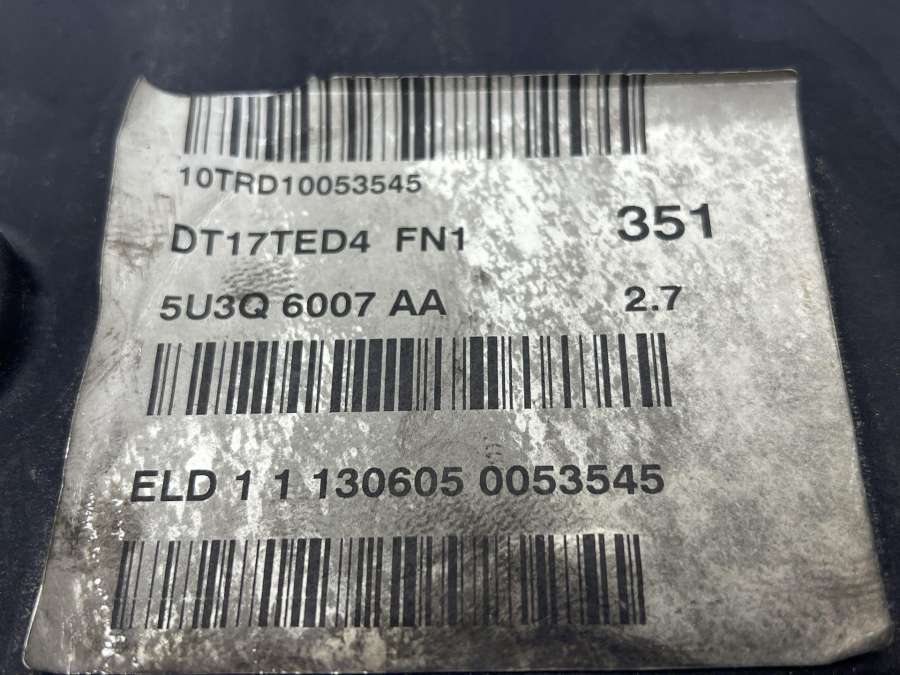 10TRD10053545
DT17TED4 FN1 351
5U3Q 6007 AA 2.7
ELD 1 1 130605 0053545